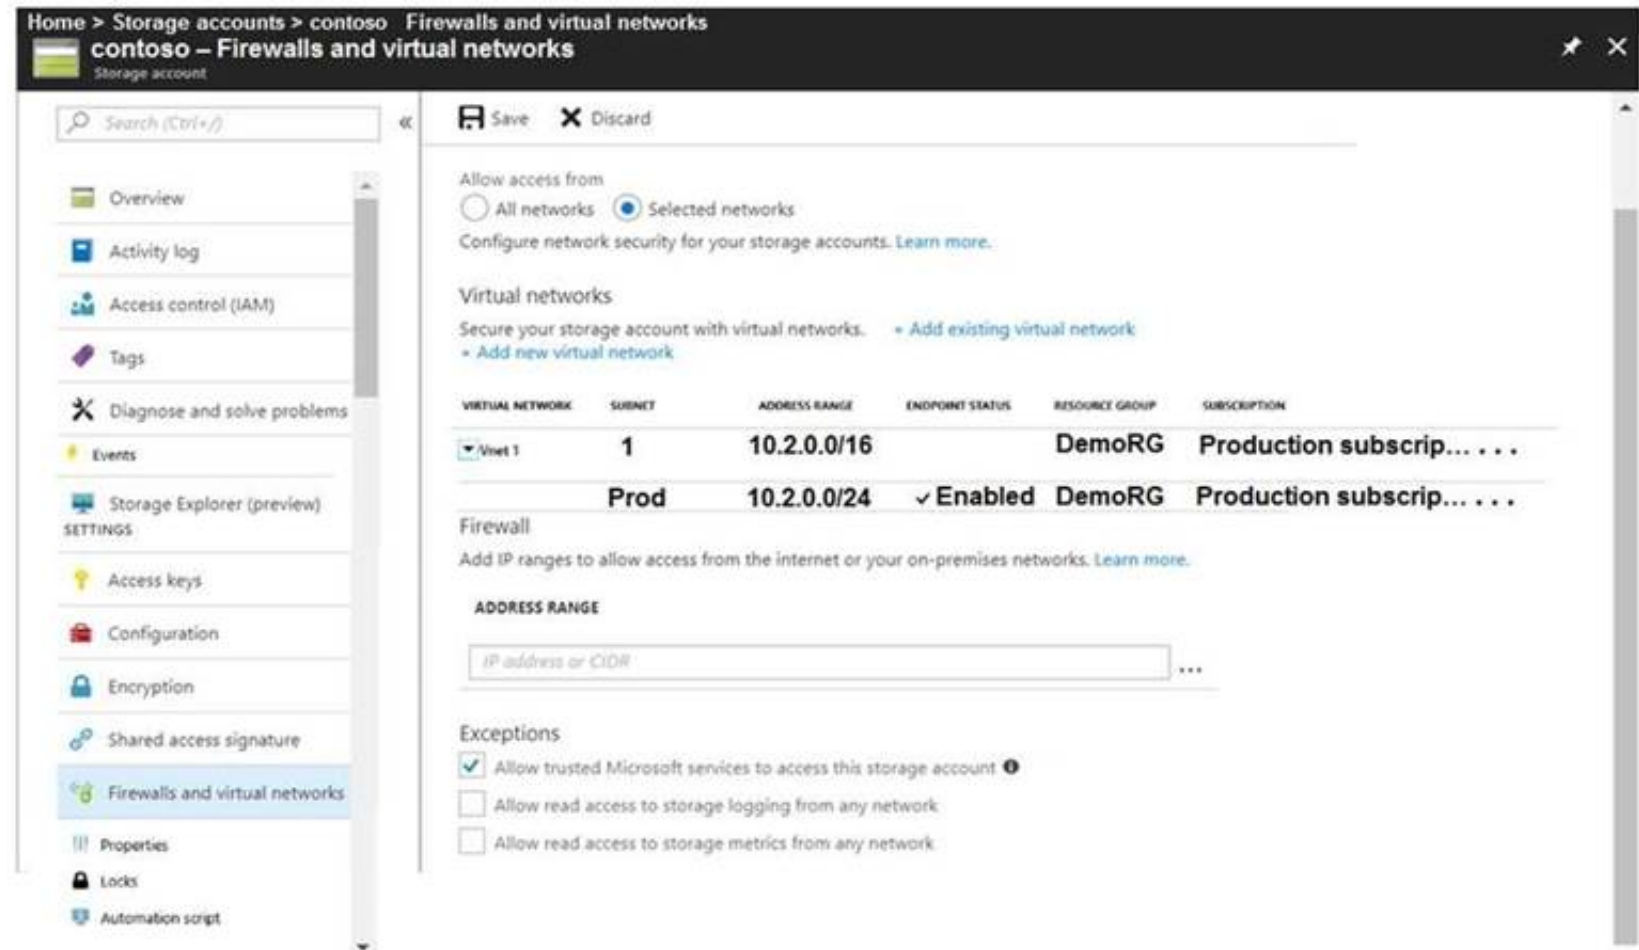 Home > Storage accounts > contoso Firewalls and virtual networks
contoso – Firewalls and virtual networks
Storage account
Search (Ctrl+/)
«
Overview
Activity log
Access control (IAM)
Tags
Diagnose and solve problems
Events
Storage Explorer (preview)
SETTINGS
Access keys
Configuration
Encryption
Shared access signature
Firewalls and virtual networks
Properties
Locks
Automation script
Save Discard
Allow access from
All networks Selected networks
Configure network security for your storage accounts. Learn more.
Virtual networks
Secure your storage account with virtual networks. + Add existing virtual network
+ Add new virtual network
VIRTUAL NETWORK SUBNET ADDRESS RANGE ENDPOINT STATUS RESOURCE GROUP SUBSCRIPTION
Vnet 1 1 10.2.0.0/16 DemoRG Production subscrip... . . .
Prod 10.2.0.0/24 ✓ Enabled DemoRG Production subscrip... . . .
Firewall
Add IP ranges to allow access from the internet or your on-premises networks. Learn more.
ADDRESS RANGE
IP address or CIDR ...
Exceptions
Allow trusted Microsoft services to access this storage account
Allow read access to storage logging from any network
Allow read access to storage metrics from any network